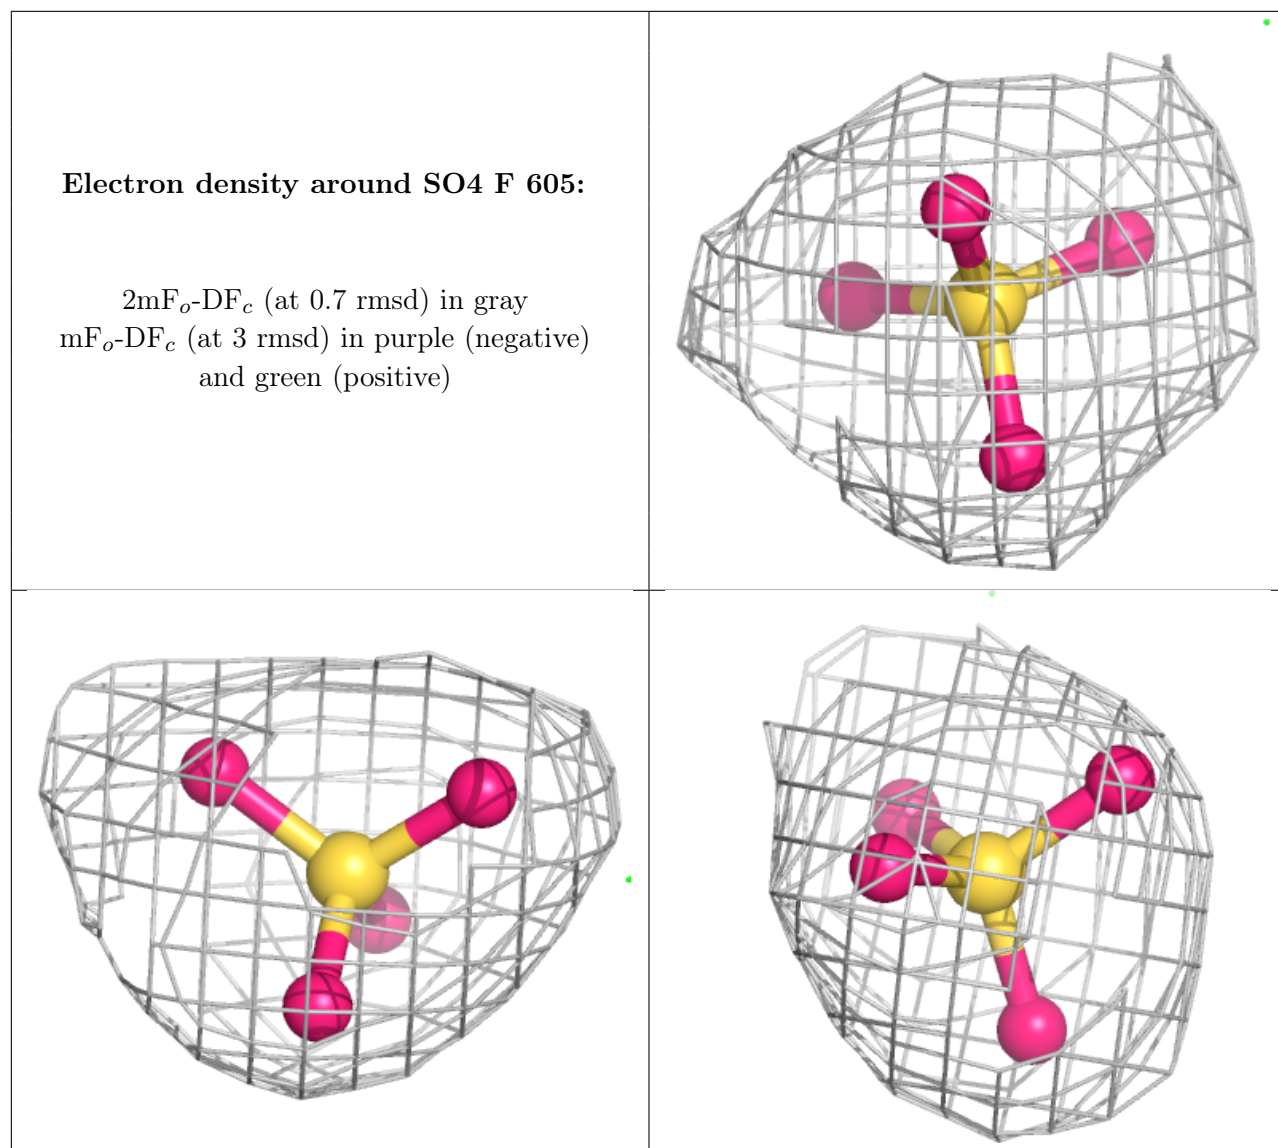 Electron density around SO4 F 605:
2mFo-DFc (at 0.7 rmsd) in gray
mFo-DFc (at 3 rmsd) in purple (negative)
and green (positive)